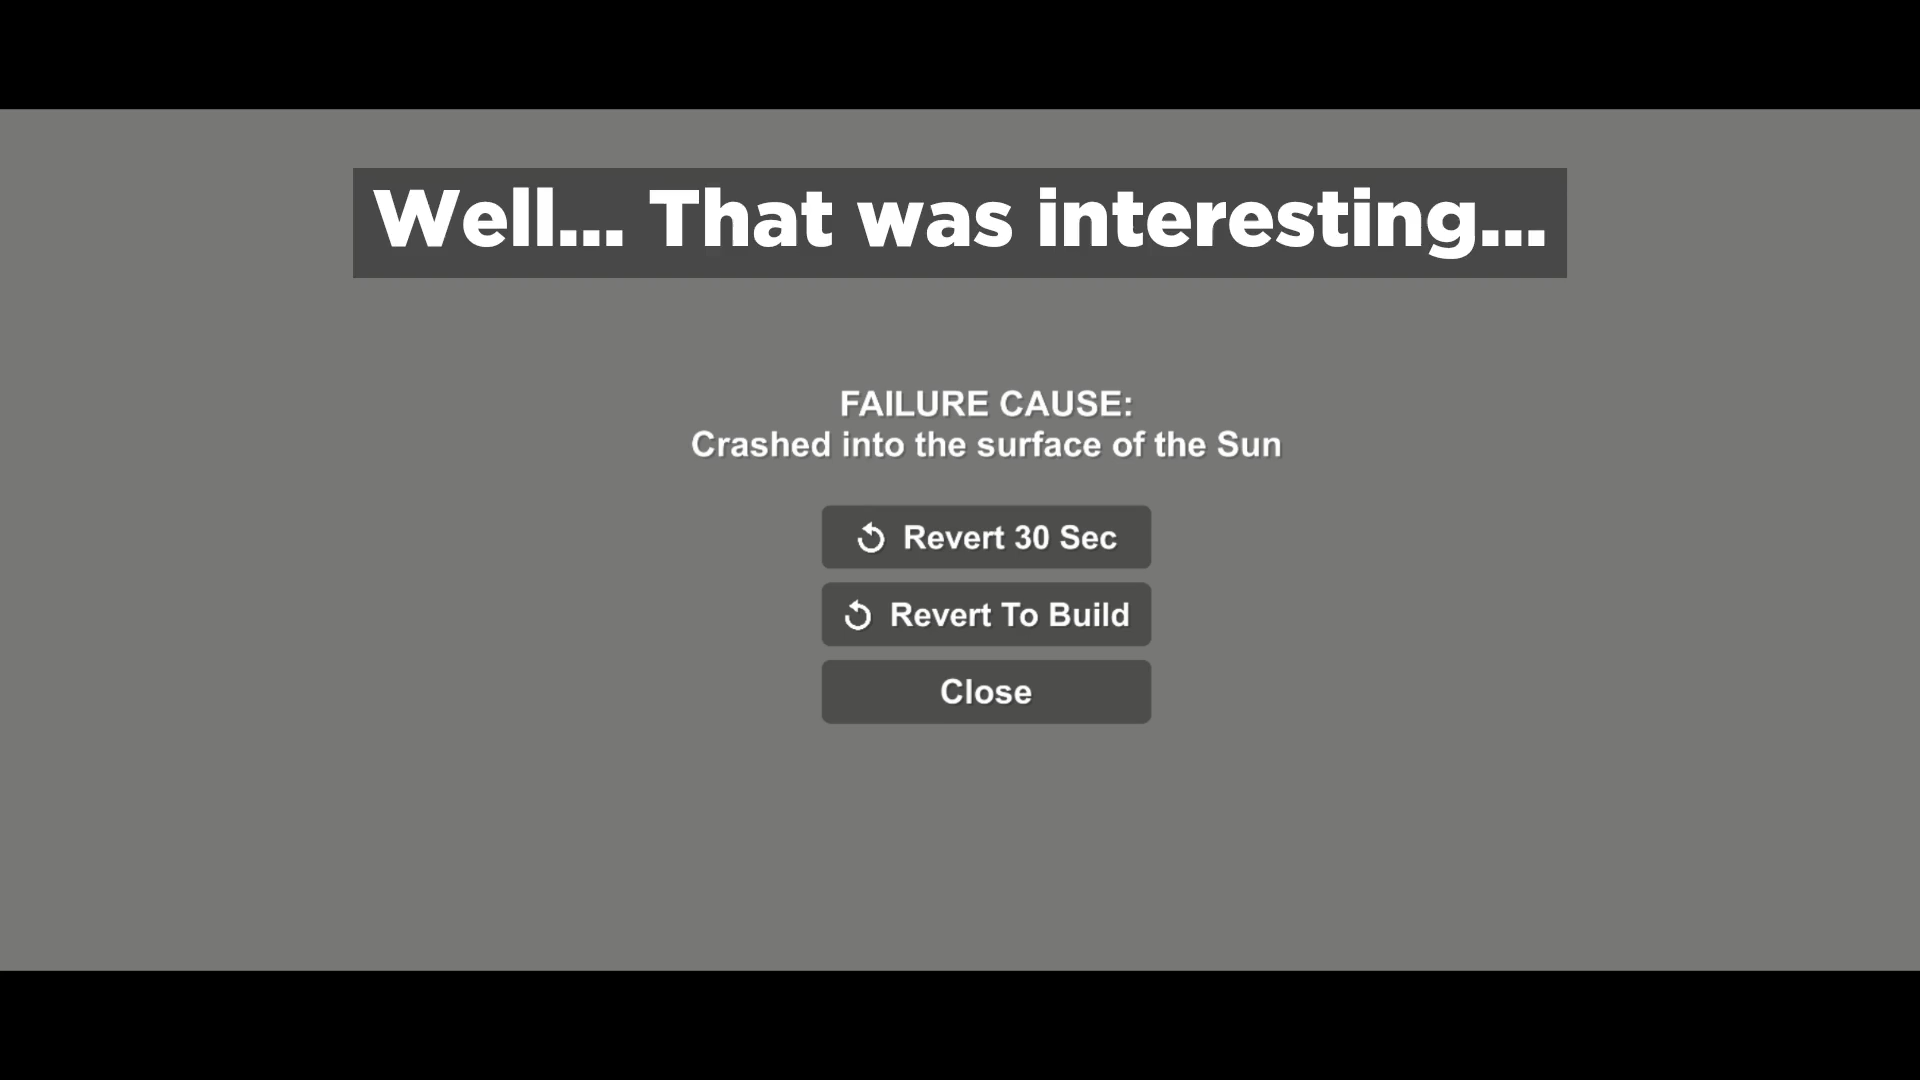 Well... That was interesting...
FAILURE CAUSE:
Crashed into the surface of the Sun
Revert 30 Sec
Revert To Build
Close